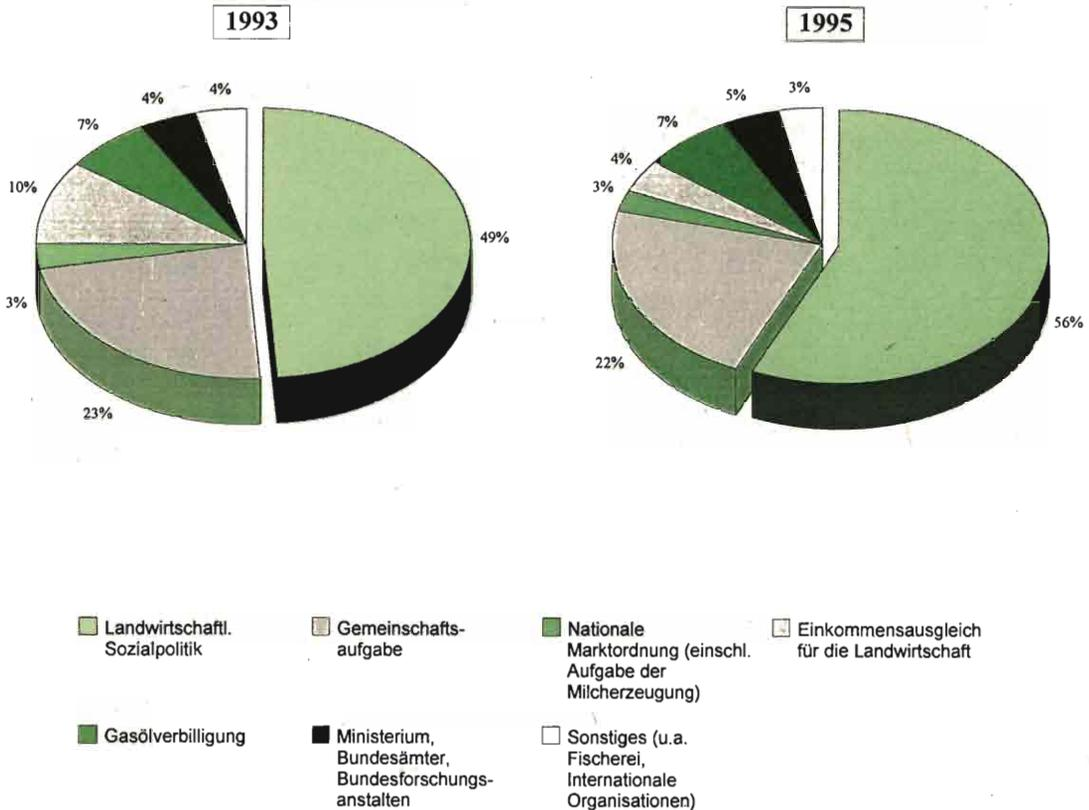 1993
4%
4%
7%
10%
3%
23%
49%
1995
3%
5%
7%
4%
3%
22%
56%
Landwirtschaftl.
Sozialpolitik
Gemeinschafts-
aufgabe
Nationale
Marktordnung (einschl.
Aufgabe der
Milcherzeugung)
Einkommensausgleich
für die Landwirtschaft
Gasölverbilligung
Ministerium,
Bundesämter,
Bundesforschungs-
anstalten
Sonstiges (u.a.
Fischerei,
Internationale
Organisationen)